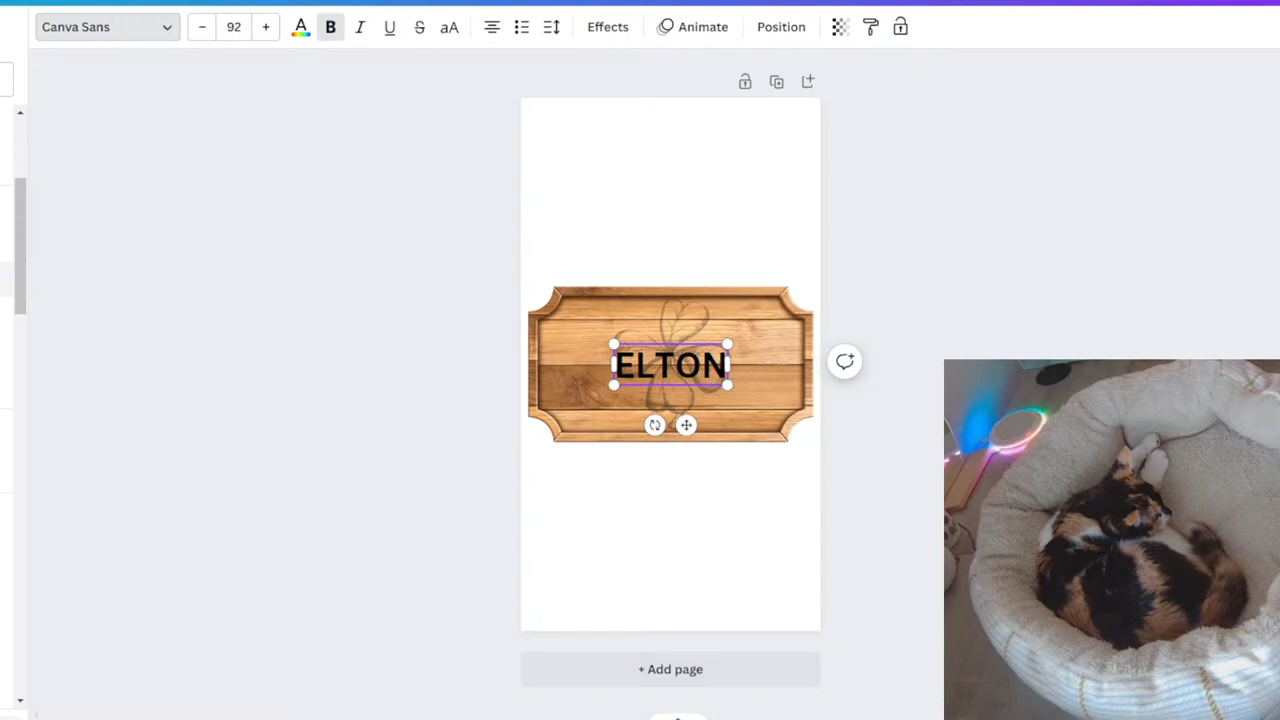 Canva Sans
– 92 + A B I U S aA Effects Animate Position
ELTON
+ Add page